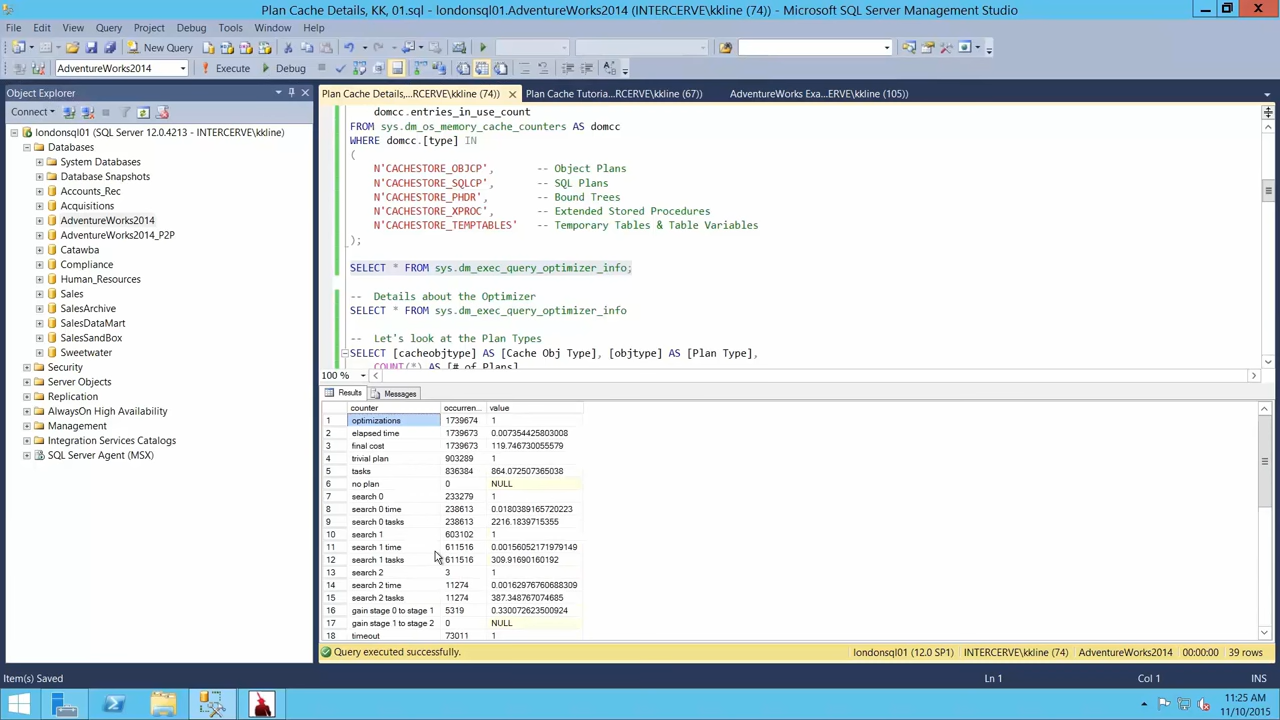 Plan Cache Details, KK, 01.sql - londonsql01.AdventureWorks2014 (INTERCERVE\kkline (74)) - Microsoft SQL Server Management Studio
File Edit View Query Project Debug Tools Window Help
New Query
AdventureWorks2014 Execute Debug
Object Explorer
Connect
londonsql01 (SQL Server 12.0.4213 - INTERCERVE\kkline)
Databases
System Databases
Database Snapshots
Accounts_Rec
Acquisitions
AdventureWorks2014
AdventureWorks2014_P2P
Catawba
Compliance
Human_Resources
Sales
SalesArchive
SalesDataMart
SalesSandBox
Sweetwater
Security
Server Objects
Replication
AlwaysOn High Availability
Management
Integration Services Catalogs
SQL Server Agent (MSX)
Plan Cache Details,...RCERVE\kkline (74)) Plan Cache Tutoria...RCERVE\kkline (67)) AdventureWorks Exa...ERVE\kkline (105))
domcc.entries_in_use_count
FROM sys.dm_os_memory_cache_counters AS domcc
WHERE domcc.[type] IN
(
N'CACHESTORE_OBJCP', -- Object Plans
N'CACHESTORE_SQLCP', -- SQL Plans
N'CACHESTORE_PHDR', -- Bound Trees
N'CACHESTORE_XPROC', -- Extended Stored Procedures
N'CACHESTORE_TEMPTABLES' -- Temporary Tables & Table Variables
);
SELECT * FROM sys.dm_exec_query_optimizer_info;
-- Details about the Optimizer
SELECT * FROM sys.dm_exec_query_optimizer_info
-- Let's look at the Plan Types
SELECT [cacheobjtype] AS [Cache Obj Type], [objtype] AS [Plan Type],
COUNT(*) AS [# of Plans],
100 %
Results Messages
counter occurren... value
1 optimizations 1739674 1
2 elapsed time 1739673 0.007354425803008
3 final cost 1739673 119.746730055579
4 trivial plan 903289 1
5 tasks 836384 864.072507365038
6 no plan 0 NULL
7 search 0 233279 1
8 search 0 time 238613 0.0180389165720223
9 search 0 tasks 238613 2216.1839715355
10 search 1 603102 1
11 search 1 time 611516 0.00156052171979149
12 search 1 tasks 611516 309.91690160192
13 search 2 3 1
14 search 2 time 11274 0.00162976760688309
15 search 2 tasks 11274 387.348767074685
16 gain stage 0 to stage 1 5319 0.330072623500924
17 gain stage 1 to stage 2 0 NULL
18 timeout 73011 1
Query executed successfully. londonsql01 (12.0 SP1) INTERCERVE\kkline (74) AdventureWorks2014 00:00:00 39 rows
Item(s) Saved Ln 1 Col 1 INS
11:25 AM
11/10/2015